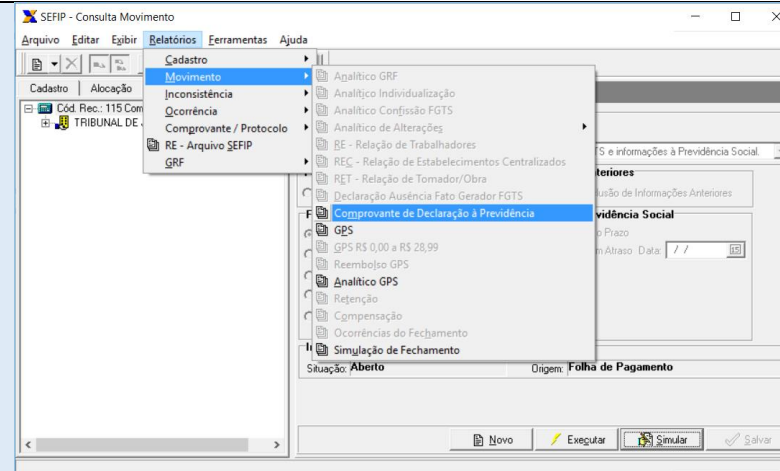 SEFIP - Consulta Movimento
Arquivo Editar Exibir Relatórios Ferramentas Ajuda
Cadastro
Movimento
Inconsistência
Ocorrência
Comprovante / Protocolo
RE - Arquivo SEFIP
GRF
Cadastro Alocação
Cód. Rec.: 115 Com
TRIBUNAL DE
Analítico GRF
Analítico Individualização
Analítico Confissão FGTS
Analítico de Alterações
RE - Relação de Trabalhadores
REC - Relação de Estabelecimentos Centralizados
RET - Relação de Tomador/Obra
Declaração Ausência Fato Gerador FGTS
Comprovante de Declaração à Previdência
GPS
GPS R$ 0,00 a R$ 28,99
Reembolso GPS
Analítico GPS
Retenção
Compensação
Ocorrências do Fechamento
Simulação de Fechamento
TS e informações à Previdência Social.
teriores
lusão de Informações Anteriores
vidência Social
o Prazo
m Atraso Data: / / 15
Situação: Aberto Origem: Folha de Pagamento
Novo Executar Simular Salvar